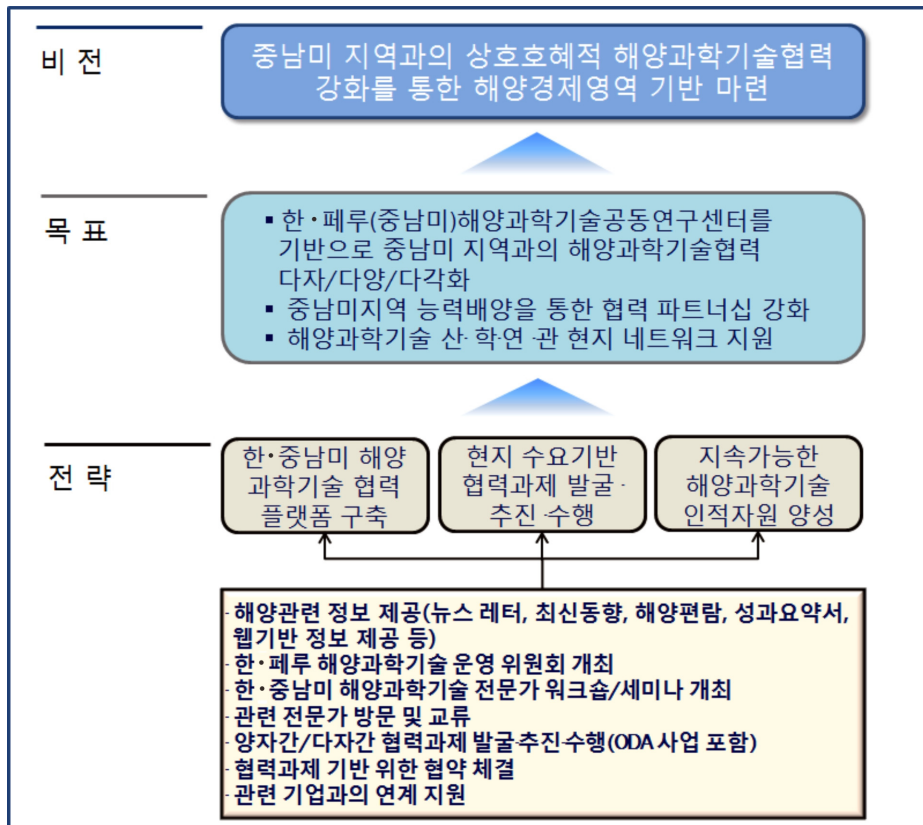 비 전
중남미 지역과의 상호호혜적 해양과학기술협력
강화를 통한 해양경제영역 기반 마련
목 표
▪ 한·페루(중남미)해양과학기술공동연구센터를
기반으로 중남미 지역과의 해양과학기술협력
다자/다양/다각화
▪ 중남미지역 능력배양을 통한 협력 파트너십 강화
▪ 해양과학기술 산·학·연·관 현지 네트워크 지원
전 략
한·중남미 해양
과학기술 협력
플랫폼 구축
현지 수요기반
협력과제 발굴·
추진·수행
지속가능한
해양과학기술
인적자원 양성
- 해양관련 정보 제공(뉴스 레터, 최신동향, 해양편람, 성과요약서,
웹기반 정보 제공 등)
- 한·페루 해양과학기술 운영 위원회 개최
- 한·중남미 해양과학기술 전문가 워크숍/세미나 개최
- 관련 전문가 방문 및 교류
- 양자간/다자간 협력과제 발굴·추진·수행(ODA 사업 포함)
- 협력과제 기반 위한 협약 체결
- 관련 기업과의 연계 지원